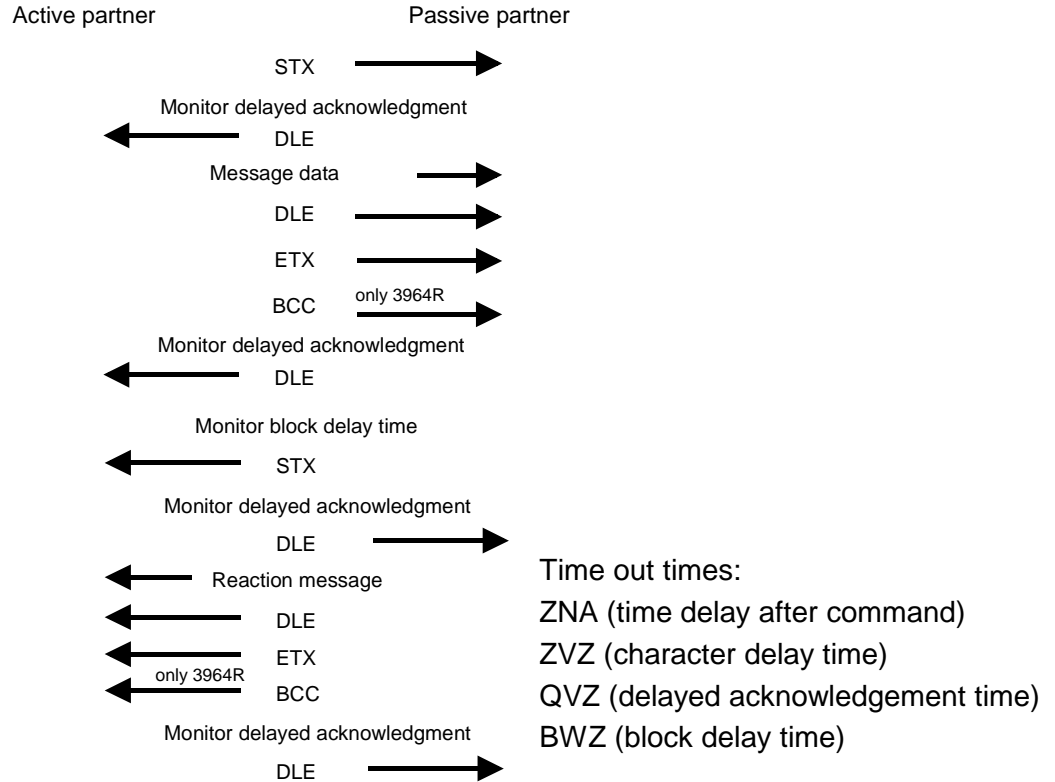 Active partner Passive partner
STX
Monitor delayed acknowledgment
DLE
Message data
DLE
ETX
BCC only 3964R
Monitor delayed acknowledgment
DLE
Monitor block delay time
STX
Monitor delayed acknowledgment
DLE
Reaction message
DLE
ETX
only 3964R
BCC
Monitor delayed acknowledgment
DLE
Time out times:
ZNA (time delay after command)
ZVZ (character delay time)
QVZ (delayed acknowledgement time)
BWZ (block delay time)